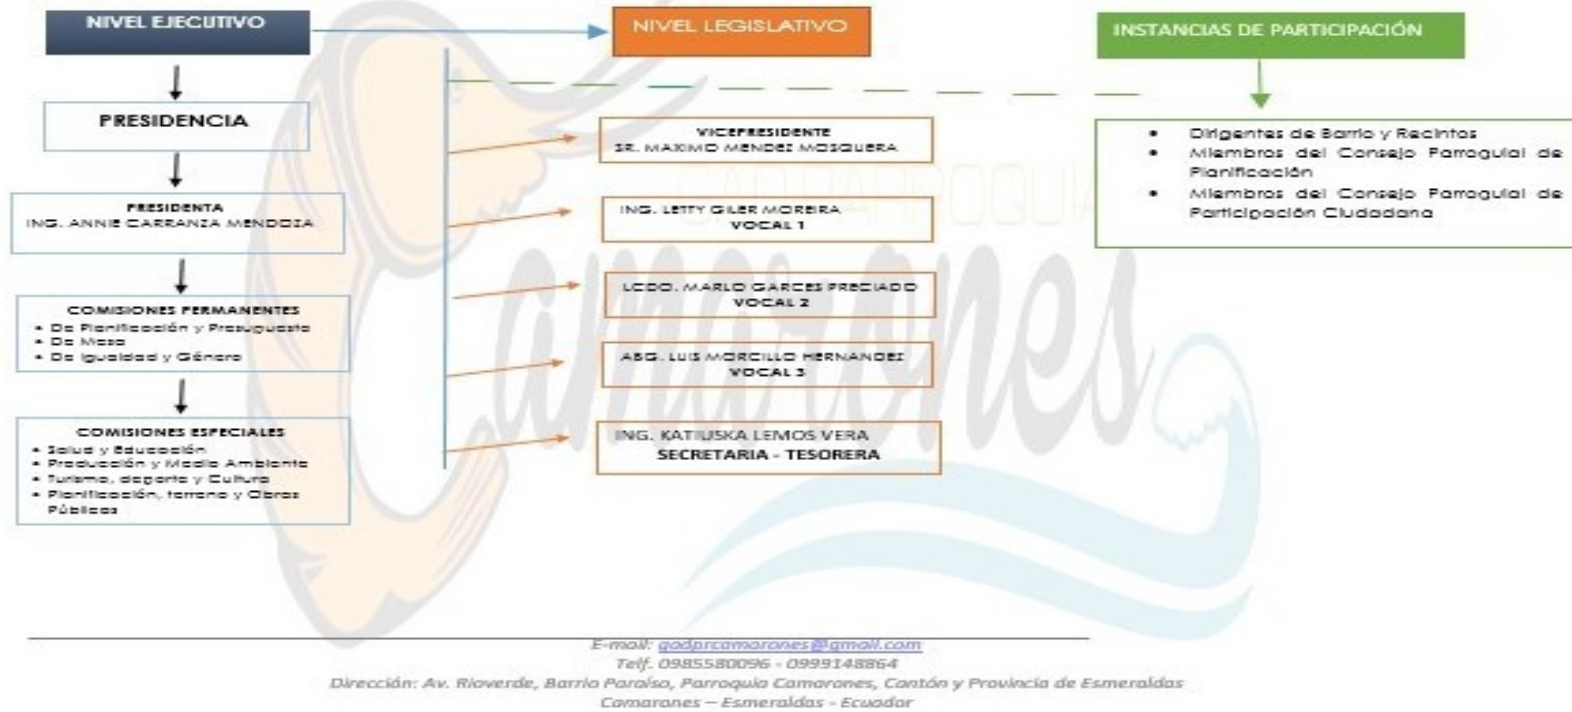 NIVEL EJECUTIVO
PRESIDENCIA
PRESIDENTA
ING. ANNIE CARRANZA MENDOZA
COMISIONES PERMANENTES
• De Planificación y Presupuesto
• De Mesa
• De Igualdad y Género
COMISIONES ESPECIALES
• Salud y Educación
• Producción y Medio Ambiente
• Turismo, deporte y Cultura
• Planificación, terreno y Obras
Públicas
NIVEL LEGISLATIVO
VICEPRESIDENTE
SR. MAXIMO MENDEZ MOSQUERA
ING. LETTY GILER MOREIRA
VOCAL 1
LCDO. MARLO GARCES PRECIADO
VOCAL 2
ABG. LUIS MORCILLO HERNANDEZ
VOCAL 3
ING. KATIUSKA LEMOS VERA
SECRETARIA - TESORERA
INSTANCIAS DE PARTICIPACIÓN
• Dirigentes de Barrio y Recintos
• Miembros del Consejo Parroquial de
Planificación
• Miembros del Consejo Parroquial de
Participación Ciudadana
Camarones
E-mail: gadprcamarones@gmail.com
Telf. 0985580096 - 0999148864
Dirección: Av. Rioverde, Barrio Paraíso, Parroquia Camarones, Cantón y Provincia de Esmeraldas
Camarones – Esmeraldas - Ecuador